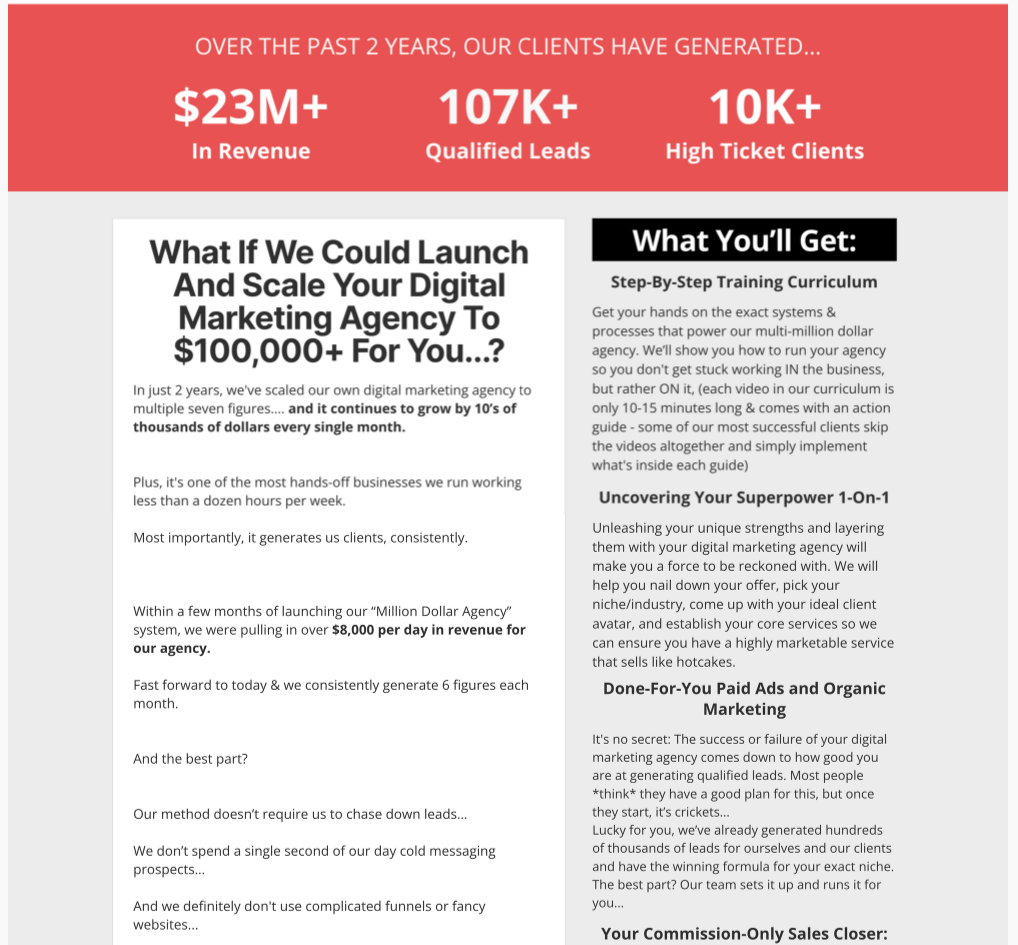 OVER THE PAST 2 YEARS, OUR CLIENTS HAVE GENERATED...
$23M+
In Revenue
107K+
Qualified Leads
10K+
High Ticket Clients
What If We Could Launch
And Scale Your Digital
Marketing Agency To
$100,000+ For You...?
In just 2 years, we've scaled our own digital marketing agency to
multiple seven figures.... and it continues to grow by 10's of
thousands of dollars every single month.
Plus, it's one of the most hands-off businesses we run working
less than a dozen hours per week.
Most importantly, it generates us clients, consistently.
Within a few months of launching our “Million Dollar Agency”
system, we were pulling in over $8,000 per day in revenue for
our agency.
Fast forward to today & we consistently generate 6 figures each
month.
And the best part?
Our method doesn’t require us to chase down leads...
We don’t spend a single second of our day cold messaging
prospects...
And we definitely don't use complicated funnels or fancy
websites...
What You’ll Get:
Step-By-Step Training Curriculum
Get your hands on the exact systems &
processes that power our multi-million dollar
agency. We’ll show you how to run your agency
so you don't get stuck working IN the business,
but rather ON it, (each video in our curriculum is
only 10-15 minutes long & comes with an action
guide - some of our most successful clients skip
the videos altogether and simply implement
what's inside each guide)
Uncovering Your Superpower 1-On-1
Unleashing your unique strengths and layering
them with your digital marketing agency will
make you a force to be reckoned with. We will
help you nail down your offer, pick your
niche/industry, come up with your ideal client
avatar, and establish your core services so we
can ensure you have a highly marketable service
that sells like hotcakes.
Done-For-You Paid Ads and Organic
Marketing
It's no secret: The success or failure of your digital
marketing agency comes down to how good you
are at generating qualified leads. Most people
*think* they have a good plan for this, but once
they start, it’s crickets...
Lucky for you, we’ve already generated hundreds
of thousands of leads for ourselves and our clients
and have the winning formula for your exact niche.
The best part? Our team sets it up and runs it for
you...
Your Commission-Only Sales Closer: